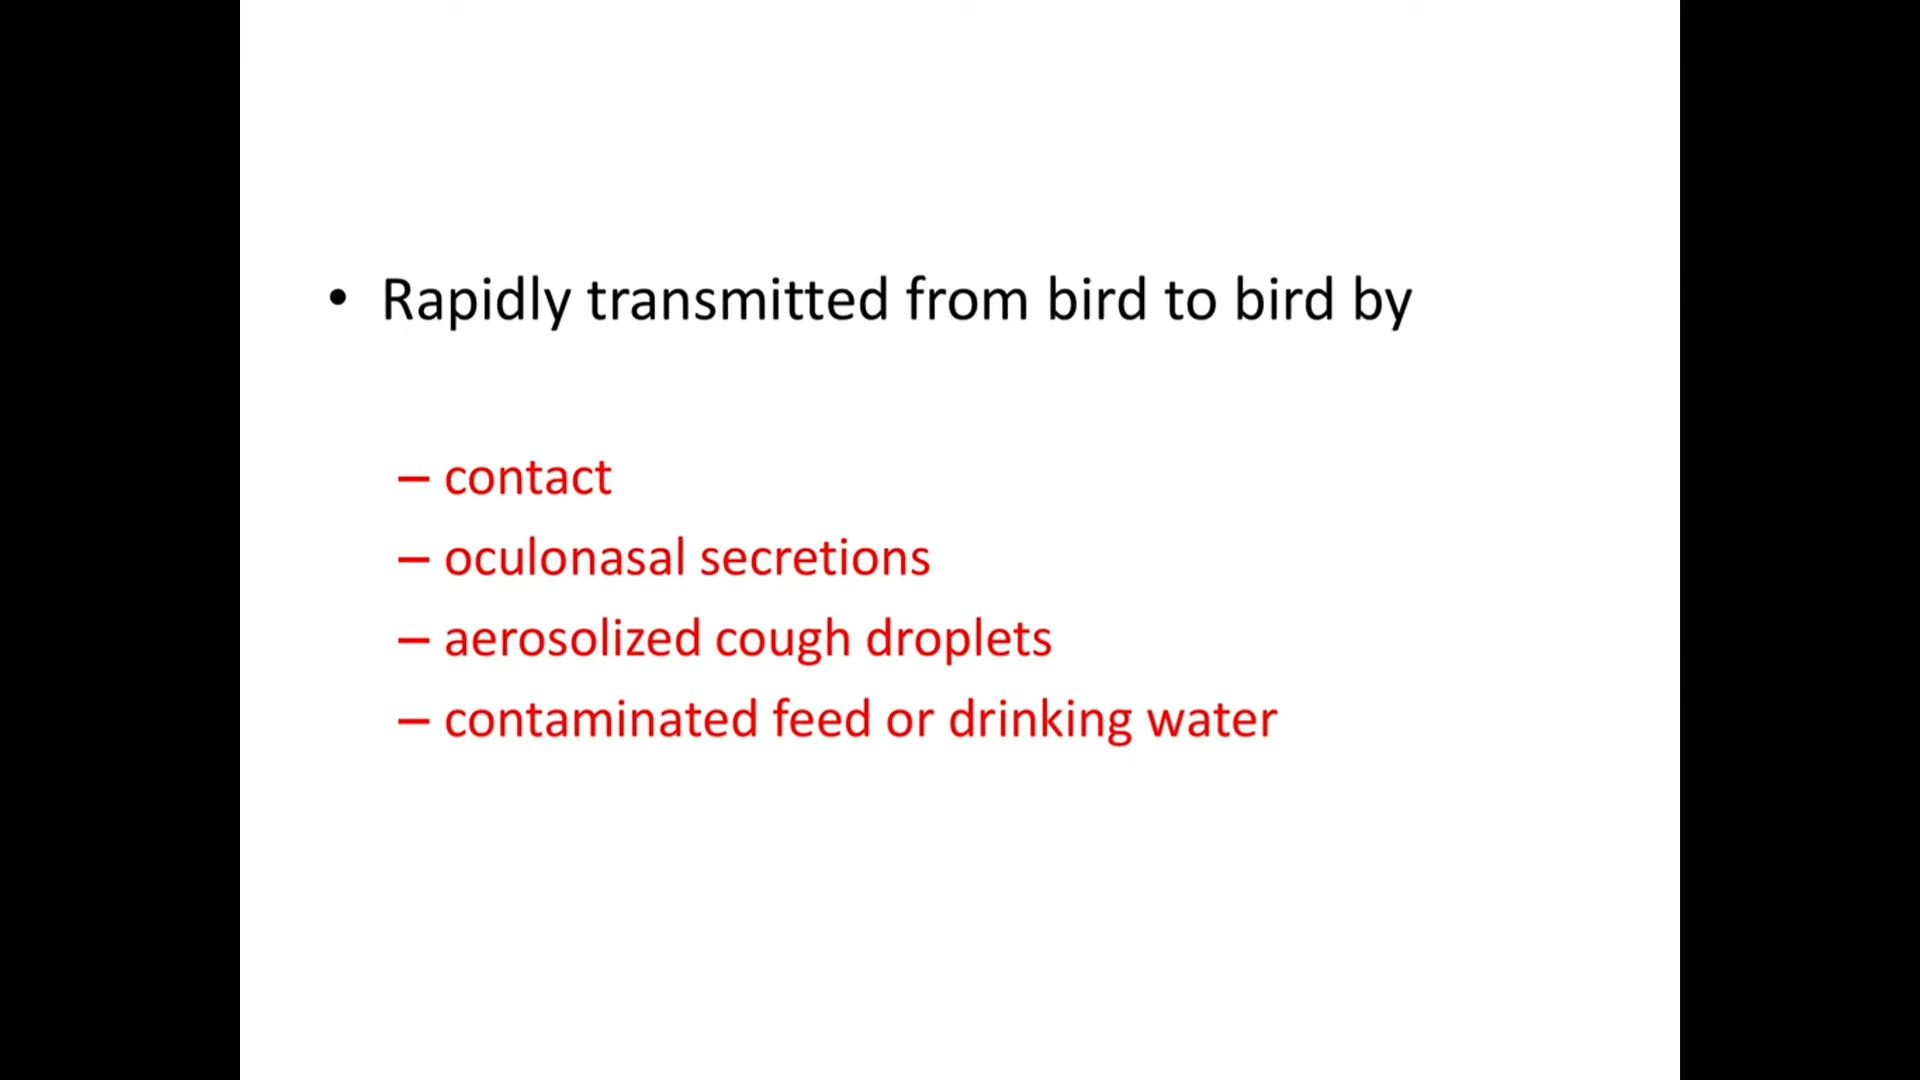 • Rapidly transmitted from bird to bird by
– contact
– oculonasal secretions
– aerosolized cough droplets
– contaminated feed or drinking water